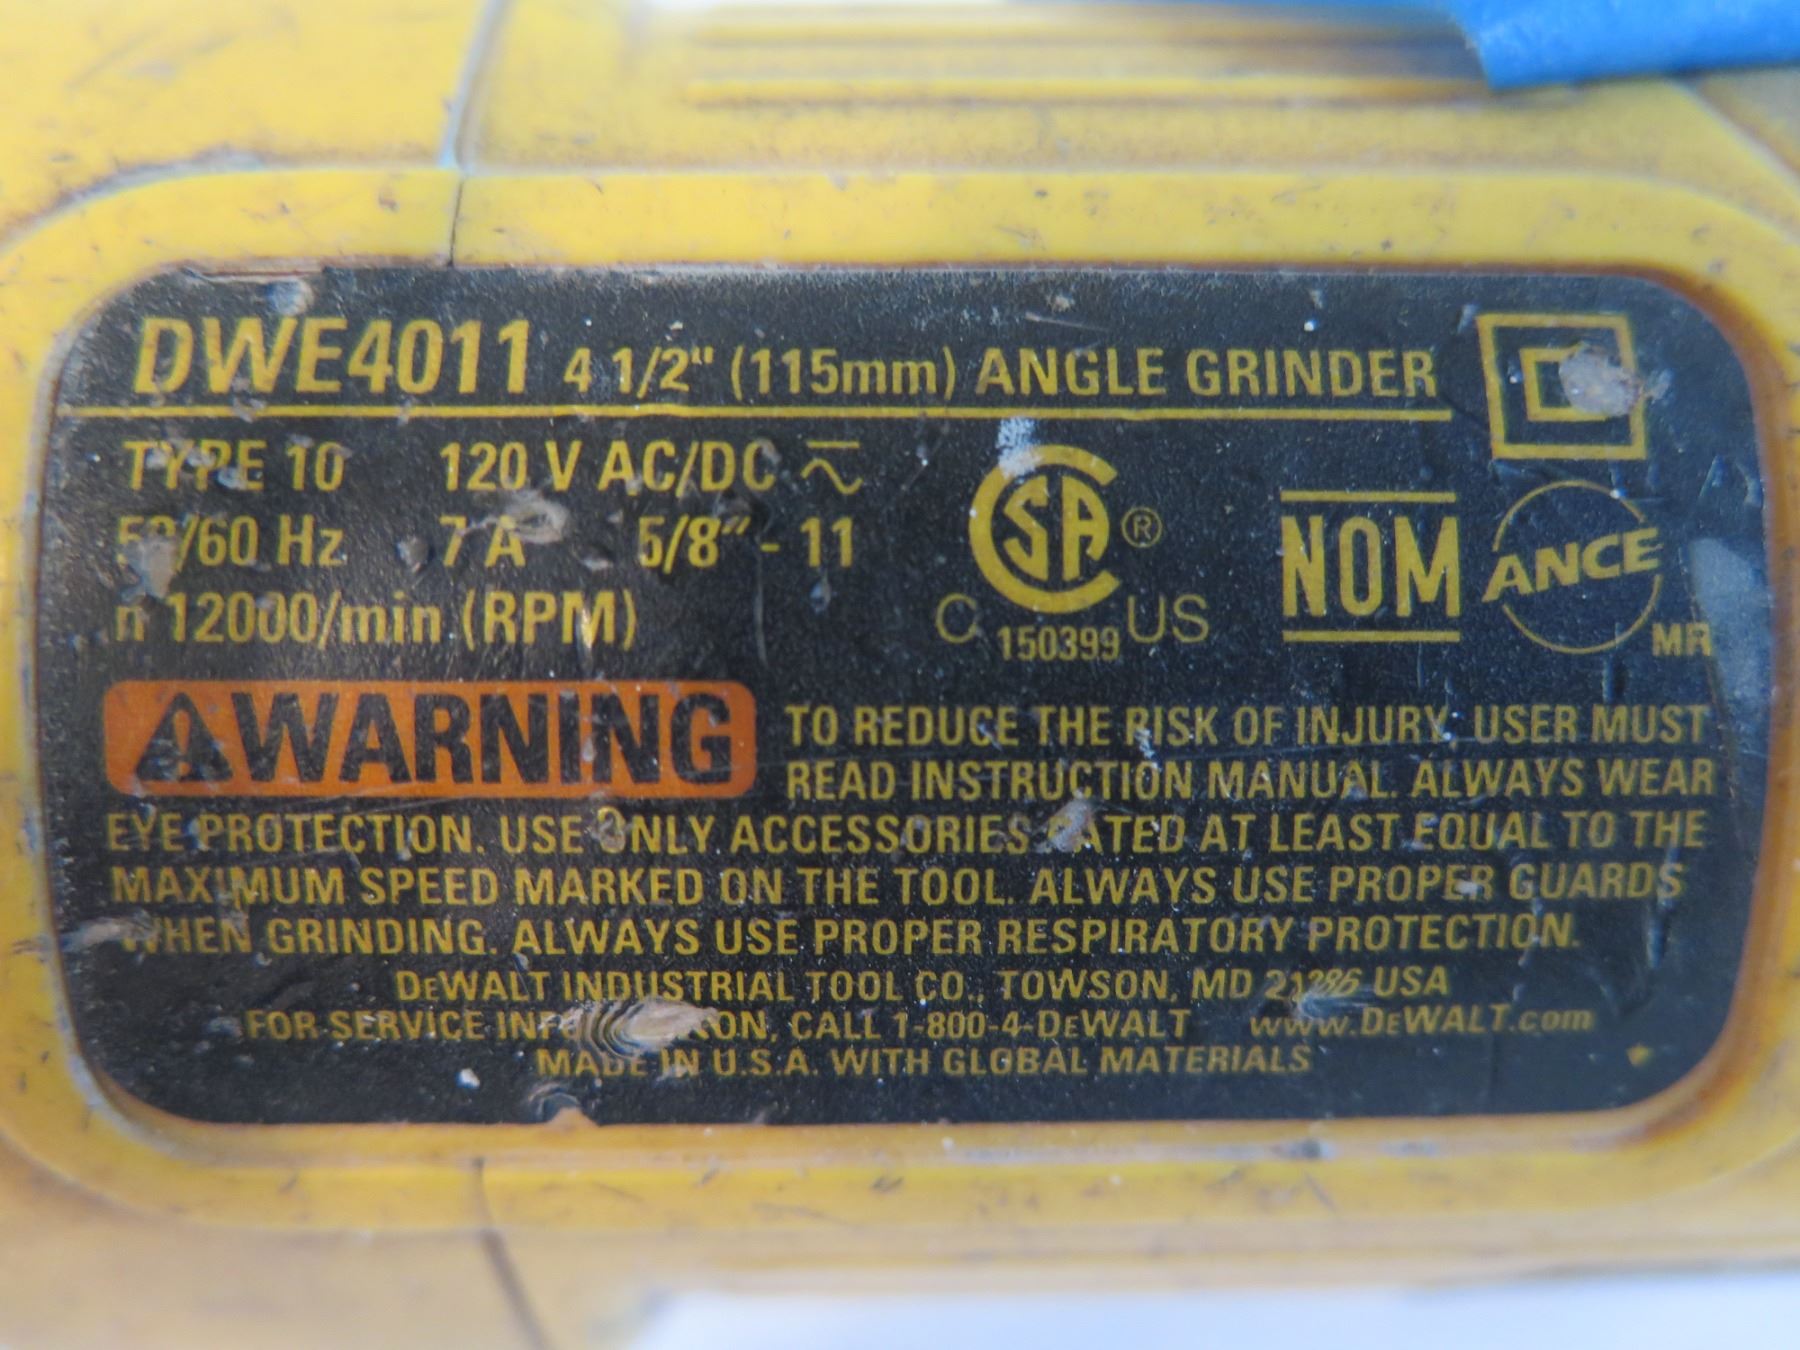 DWE4011 4 1/2" (115mm) ANGLE GRINDER
TYPE 10 120 V AC/DC
/60 Hz 7 A 5/8" - 11
n 12000/min (RPM)
CSA ®
C 150399 US
NOM
ANCE
MR
WARNING TO REDUCE THE RISK OF INJURY, USER MUST
READ INSTRUCTION MANUAL. ALWAYS WEAR
EYE PROTECTION. USE ONLY ACCESSORIES RATED AT LEAST EQUAL TO THE
MAXIMUM SPEED MARKED ON THE TOOL. ALWAYS USE PROPER GUARDS
WHEN GRINDING. ALWAYS USE PROPER RESPIRATORY PROTECTION.
DEWALT INDUSTRIAL TOOL CO., TOWSON, MD 21286 USA
FOR SERVICE INFORMATION, CALL 1-800-4-DEWALT www.DEWALT.com
MADE IN U.S.A. WITH GLOBAL MATERIALS